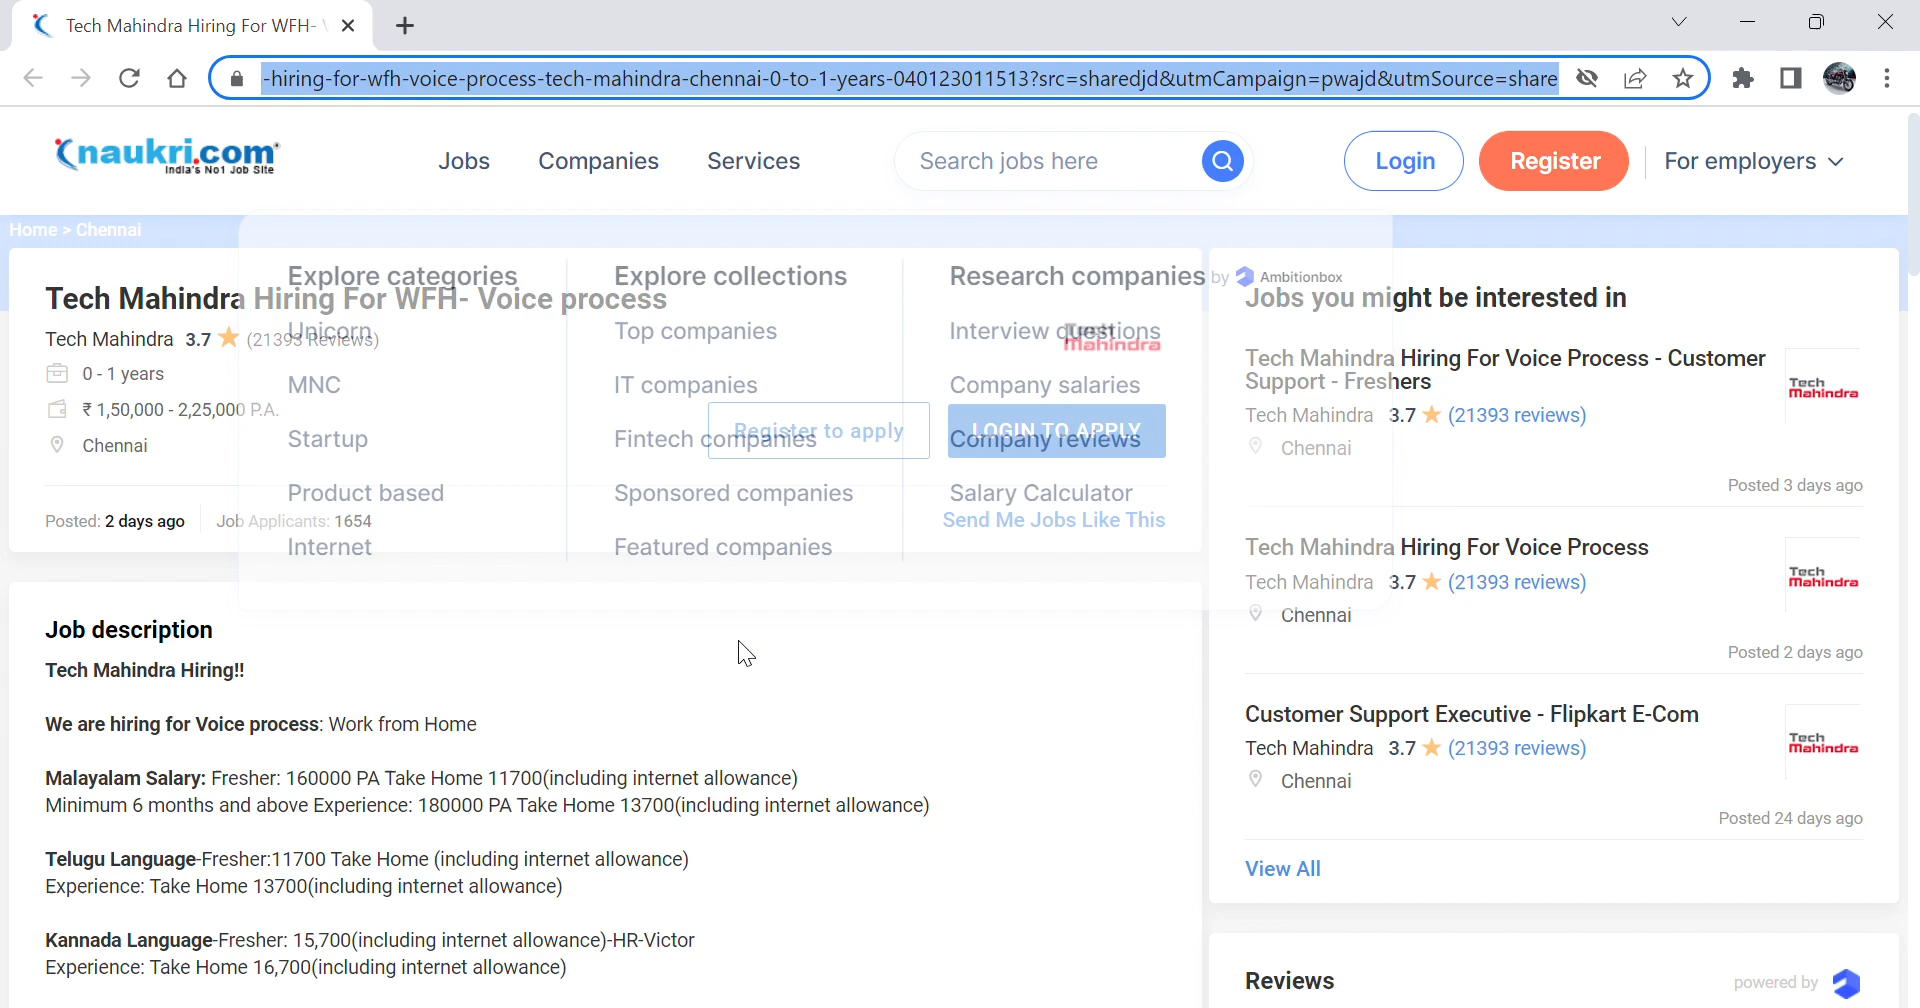 Tech Mahindra Hiring For WFH-
-hiring-for-wfh-voice-process-tech-mahindra-chennai-0-to-1-years-040123011513?src=sharedjd&utmCampaign=pwajd&utmSource=share
naukri.com
India's No1 Job Site
Jobs
Companies
Services
Search jobs here
Login
Register
For employers
Home > Chennai
Tech Mahindra Hiring For WFH- Voice process
Tech Mahindra 3.7 (21393 Reviews)
0 - 1 years
₹ 1,50,000 - 2,25,000 P.A.
Chennai
Tech Mahindra
Register to apply
LOGIN TO APPLY
Posted: 2 days ago
Job Applicants: 1654
Send Me Jobs Like This
Explore categories
Unicorn
MNC
Startup
Product based
Internet
Explore collections
Top companies
IT companies
Fintech companies
Sponsored companies
Featured companies
Research companies by Ambitionbox
Interview questions
Company salaries
Company reviews
Salary Calculator
Job description
Tech Mahindra Hiring!!
We are hiring for Voice process: Work from Home
Malayalam Salary: Fresher: 160000 PA Take Home 11700(including internet allowance)
Minimum 6 months and above Experience: 180000 PA Take Home 13700(including internet allowance)
Telugu Language-Fresher:11700 Take Home (including internet allowance)
Experience: Take Home 13700(including internet allowance)
Kannada Language-Fresher: 15,700(including internet allowance)-HR-Victor
Experience: Take Home 16,700(including internet allowance)
Jobs you might be interested in
Tech Mahindra Hiring For Voice Process - Customer
Support - Freshers
Tech Mahindra 3.7 (21393 reviews)
Chennai
Tech
Mahindra
Posted 3 days ago
Tech Mahindra Hiring For Voice Process
Tech Mahindra 3.7 (21393 reviews)
Chennai
Tech
Mahindra
Posted 2 days ago
Customer Support Executive - Flipkart E-Com
Tech Mahindra 3.7 (21393 reviews)
Chennai
Tech
Mahindra
Posted 24 days ago
View All
Reviews
powered by